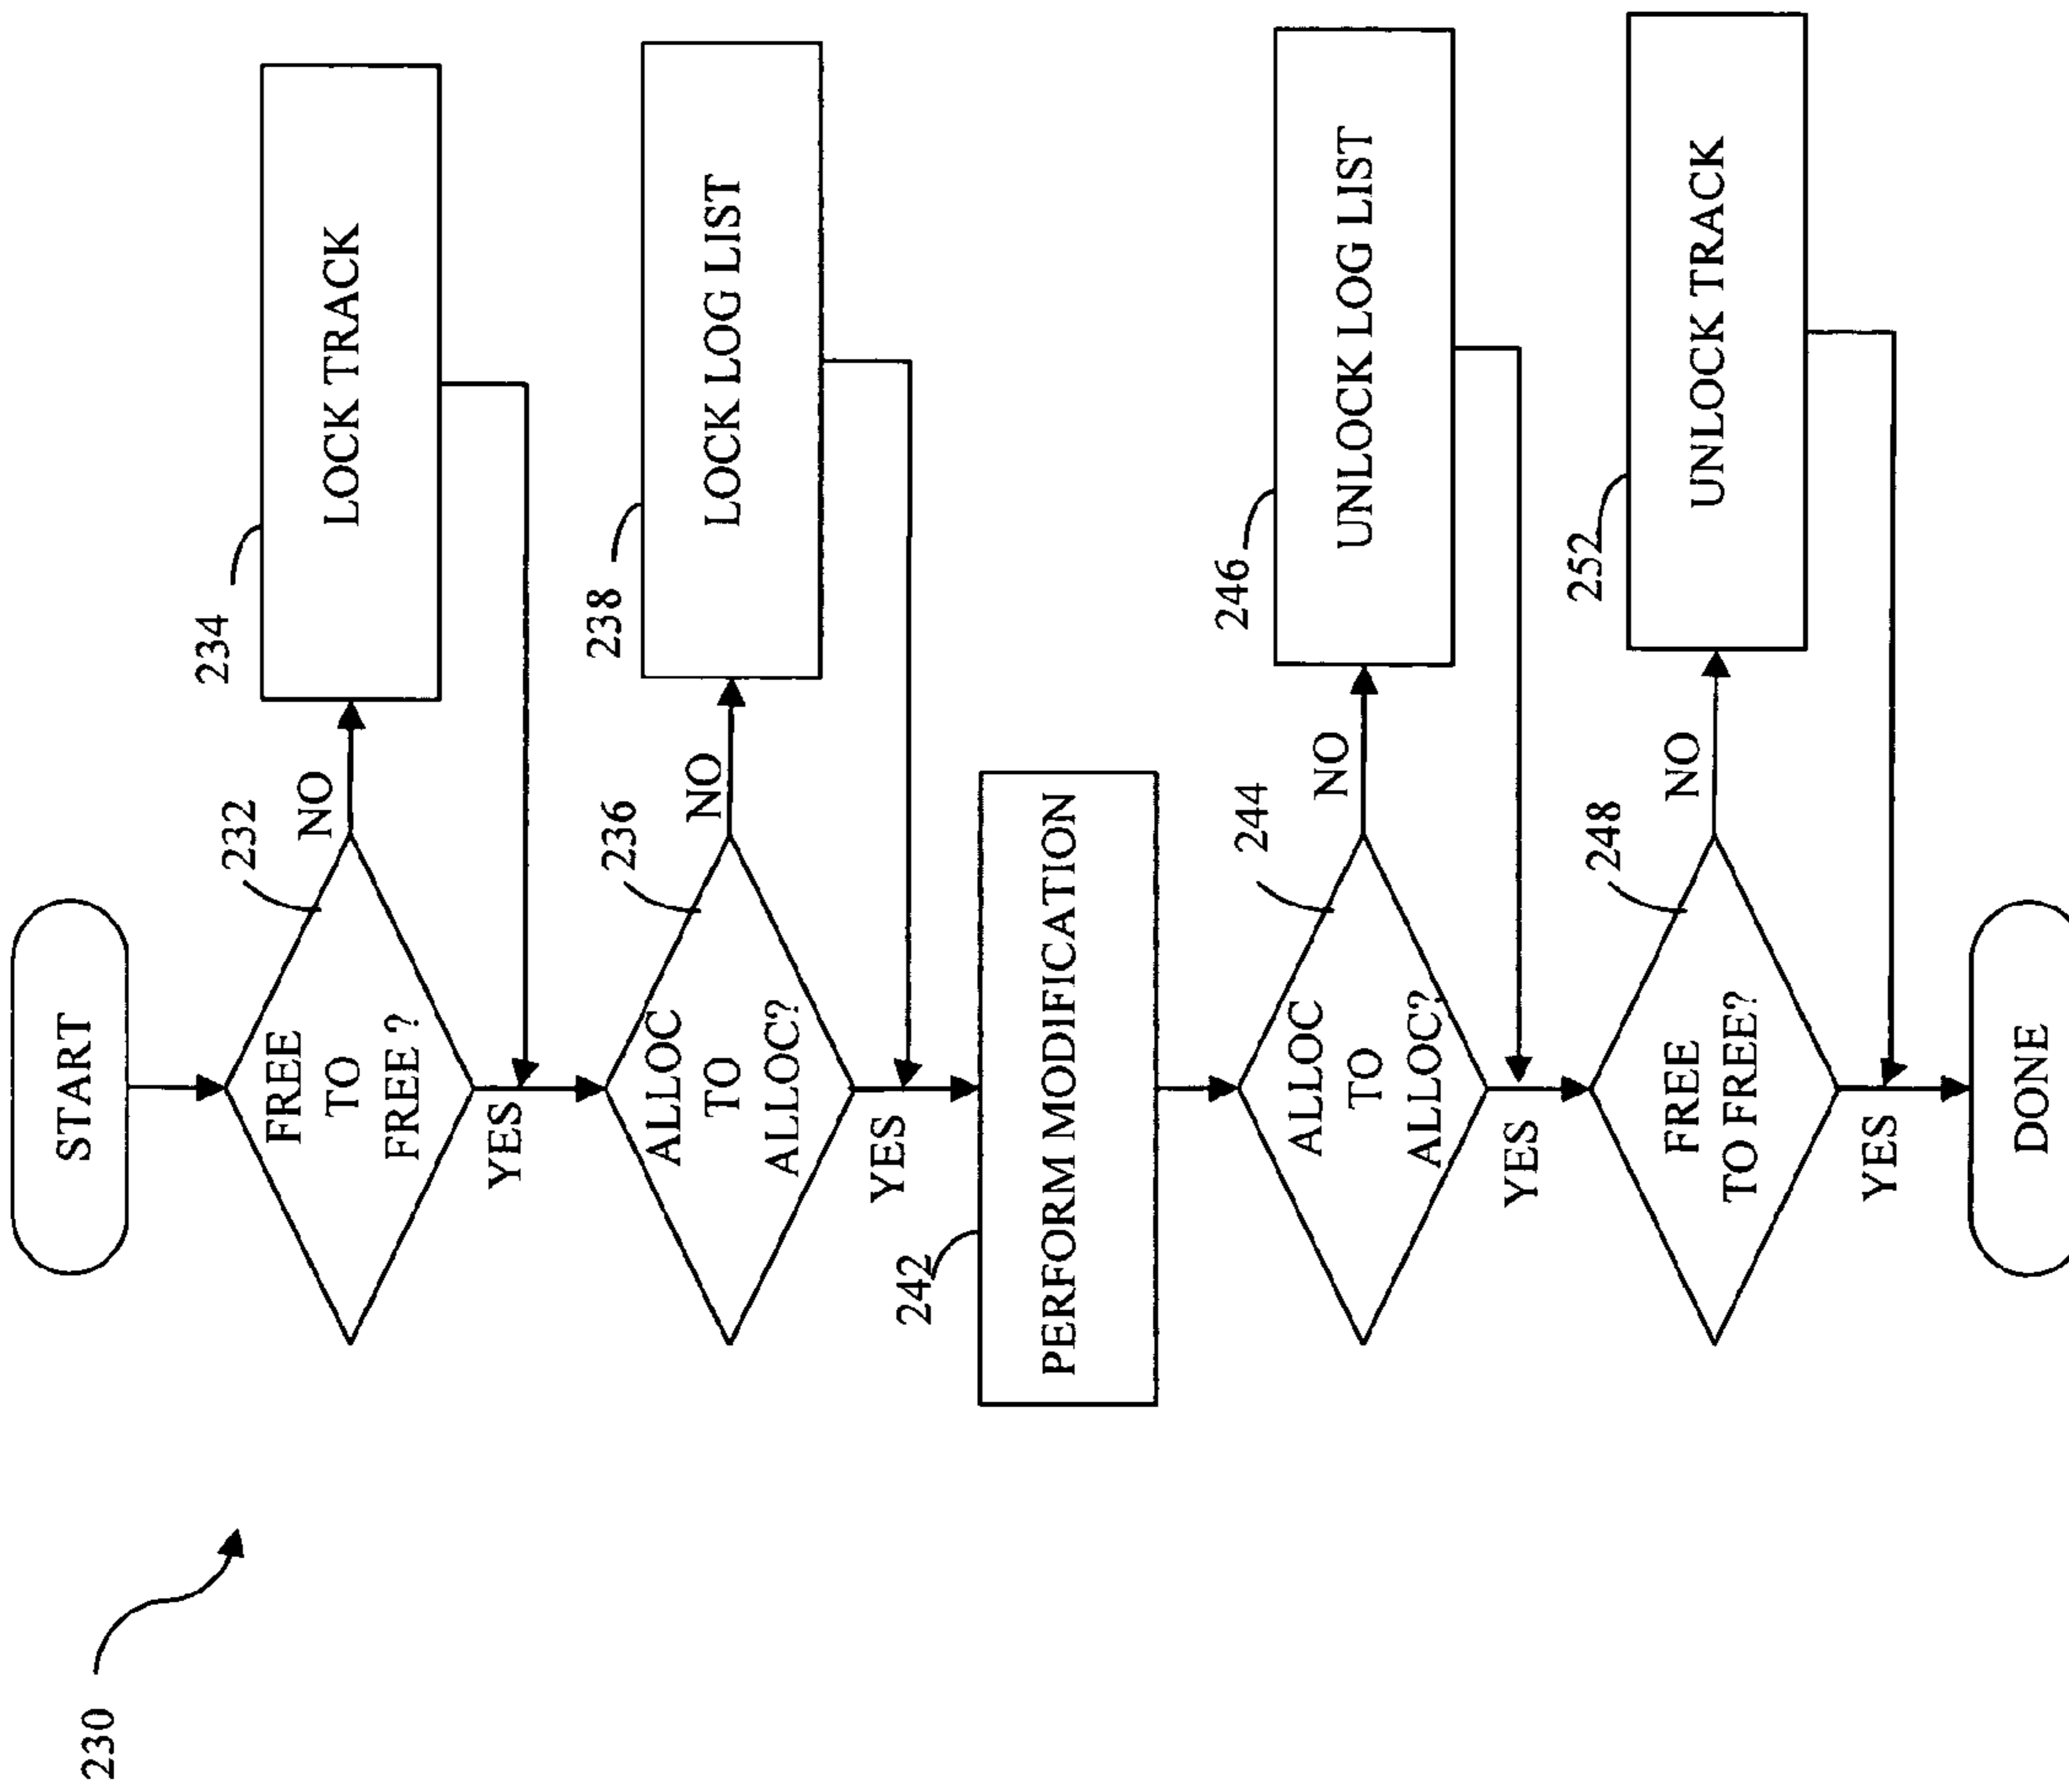 230
START
232
FREE
TO
FREE ?
NO
234
LOCK TRACK
YES
236
ALLOC
TO
ALLOC?
NO
238
LOCK LOG LIST
YES
242
PERFORM MODIFICATION
244
ALLOC
TO
ALLOC?
NO
246
UNLOCK LOG LIST
YES
248
FREE
TO FREE?
NO
252
UNLOCK TRACK
YES
DONE